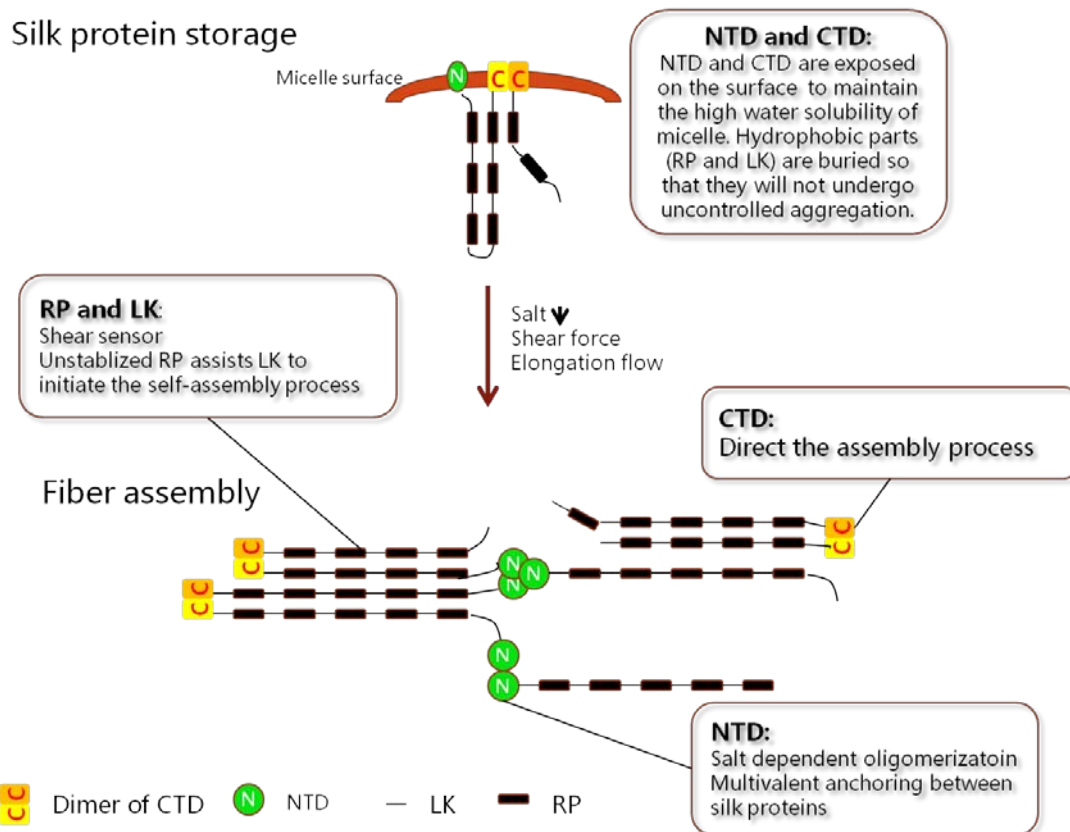 Silk protein storage
Micelle surface
N
C C
NTD and CTD:
NTD and CTD are exposed
on the surface to maintain
the high water solubility of
micelle. Hydrophobic parts
(RP and LK) are buried so
that they will not undergo
uncontrolled aggregation.
RP and LK:
Shear sensor
Unstablized RP assists LK to
initiate the self-assembly process
Salt
Shear force
Elongation flow
CTD:
Direct the assembly process
Fiber assembly
C
C
C
C
N
N
N
C
C
N
N
NTD:
Salt dependent oligomerizatoin
Multivalent anchoring between
silk proteins
C
C
Dimer of CTD
N
NTD
LK
RP